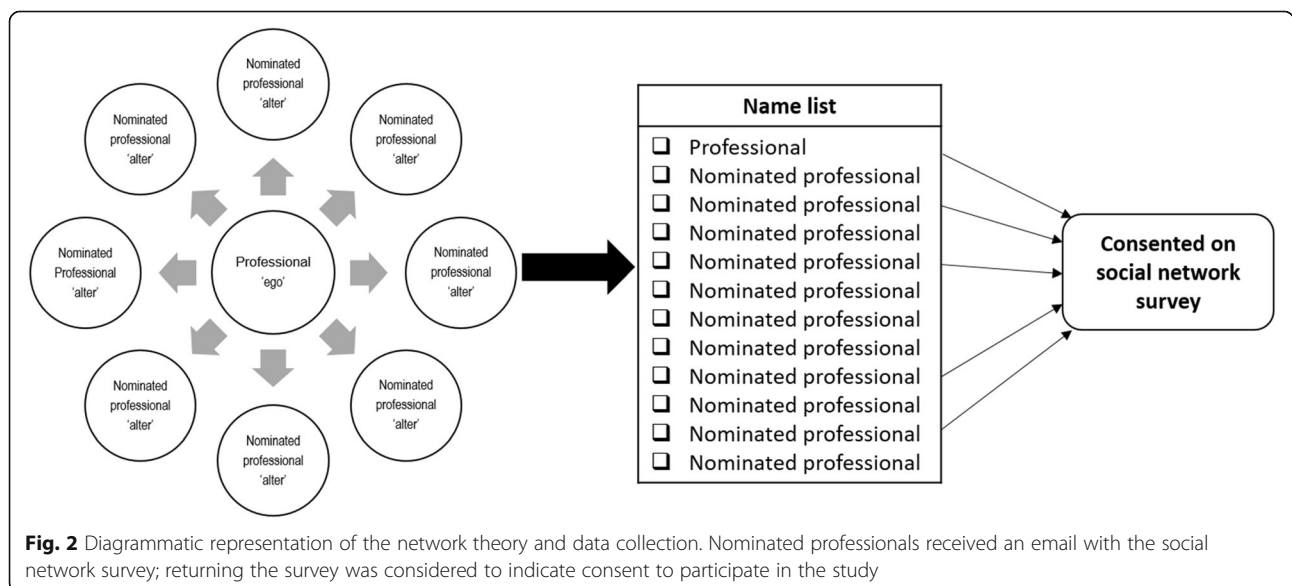 Nominated
professional
'alter'
Nominated
professional
'alter'
Nominated
professional
'alter'
Nominated
Professional
'alter'
Professional
'ego'
Nominated
professional
'alter'
Nominated
professional
'alter'
Nominated
professional
'alter'
Nominated
professional
'alter'
Name list
❑ Professional
❑ Nominated professional
❑ Nominated professional
❑ Nominated professional
❑ Nominated professional
❑ Nominated professional
❑ Nominated professional
❑ Nominated professional
❑ Nominated professional
❑ Nominated professional
❑ Nominated professional
❑ Nominated professional
Consented on
social network
survey
Fig. 2 Diagrammatic representation of the network theory and data collection. Nominated professionals received an email with the social
network survey; returning the survey was considered to indicate consent to participate in the study